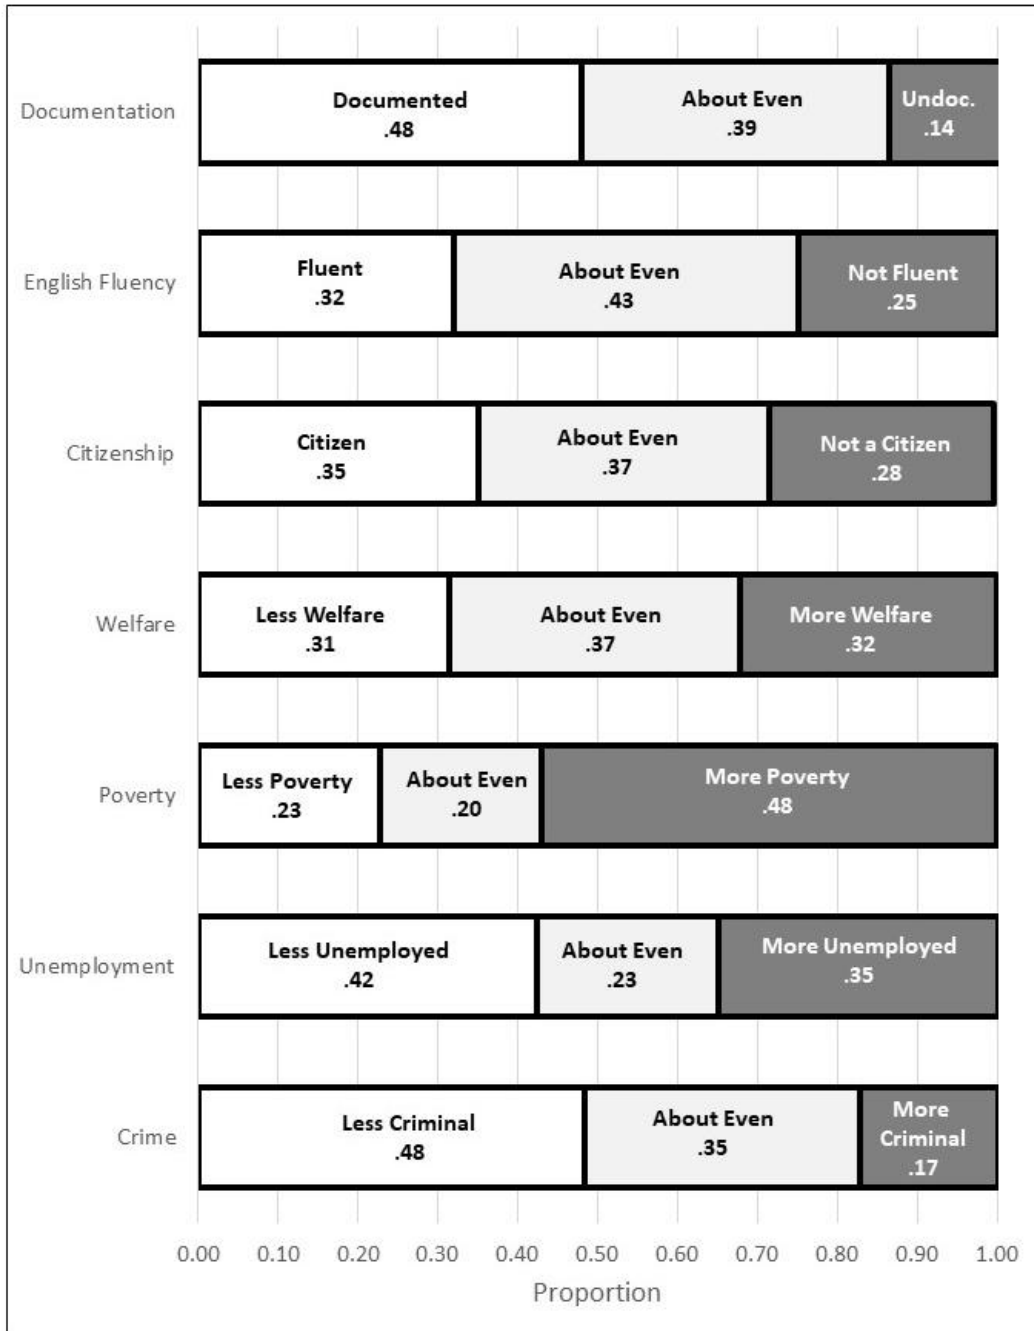 Documentation
Documented
.48
About Even
.39
Undoc.
.14
English Fluency
Fluent
.32
About Even
.43
Not Fluent
.25
Citizenship
Citizen
.35
About Even
.37
Not a Citizen
.28
Welfare
Less Welfare
.31
About Even
.37
More Welfare
.32
Poverty
Less Poverty
.23
About Even
.20
More Poverty
.48
Unemployment
Less Unemployed
.42
About Even
.23
More Unemployed
.35
Crime
Less Criminal
.48
About Even
.35
More
Criminal
.17
0.00 0.10 0.20 0.30 0.40 0.50 0.60 0.70 0.80 0.90 1.00
Proportion